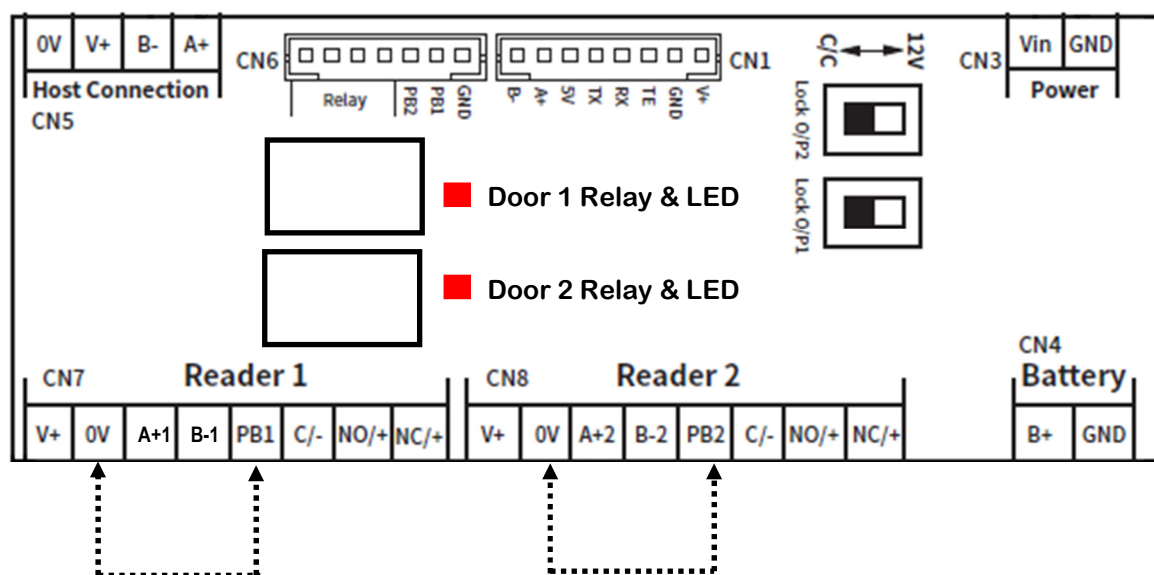 0V V+ B- A+
Host Connection
CN5
CN6
Relay PB2 PB1 GND
CN1
B- A+ 5V TX RX TE GND V+
C/C 12V
Lock O/P2
Lock O/P1
CN3
Vin GND
Power
Door 1 Relay & LED
Door 2 Relay & LED
CN7 Reader 1
V+ 0V A+1 B-1 PB1 C/- NO/+ NC/+
CN8 Reader 2
V+ 0V A+2 B-2 PB2 C/- NO/+ NC/+
CN4
Battery
B+ GND